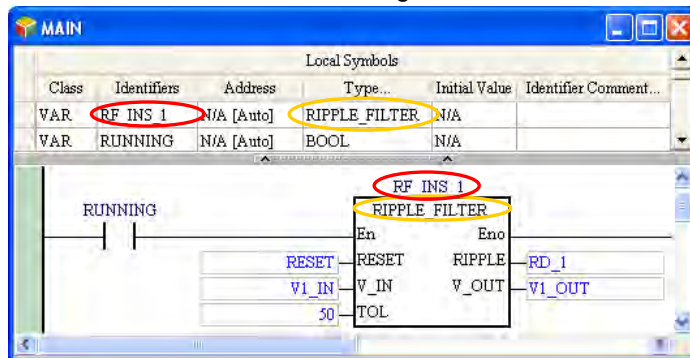 MAIN
Local Symbols
Class Identifiers Address Type... Initial Value Identifier Comment...
VAR RF_INS_1 N/A [Auto] RIPPLE_FILTER N/A
VAR RUNNING N/A [Auto] BOOL N/A
RF_INS_1
RUNNING RIPPLE_FILTER
En Eno
RESET RESET RIPPLE RD_1
V1_IN V_IN V_OUT V1_OUT
50 TOL